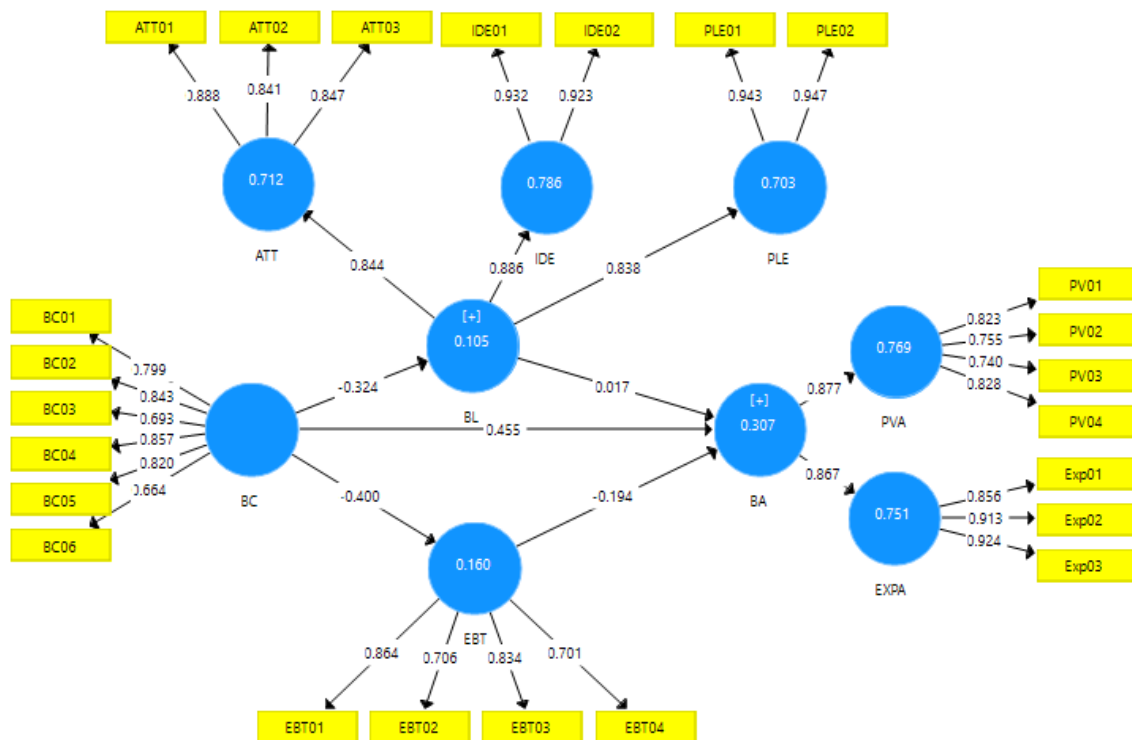 ATT01 ATT02 ATT03 IDE01 IDE02 PLE01 PLE02
0.888 0.841 0.847 0.932 0.923 0.943 0.947
0.712 0.786 0.703
ATT IDE PLE
0.844 0.886 0.838
BC01
BC02
BC03
BC04
BC05
BC06
0.799
0.843
0.693
0.857
0.820
0.664
BC
-0.324
[+]
0.105
BL
0.017
0.455
-0.400
-0.194
[+]
0.307
BA
0.877
0.867
0.769
PVA
0.823
0.755
0.740
0.828
PV01
PV02
PV03
PV04
0.751
EXPA
0.856
0.913
0.924
Exp01
Exp02
Exp03
0.160
EBT
0.864 0.706 0.834 0.701
EBT01 EBT02 EBT03 EBT04